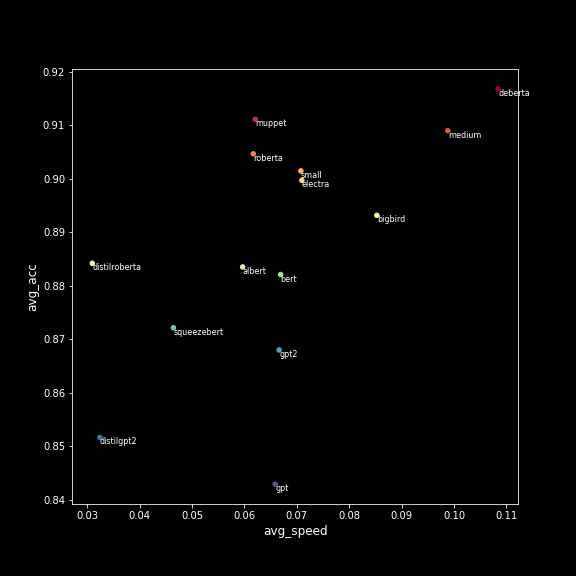 0.92
deberta
0.91
muppet
medium
roberta
0.90
small
electra
bigbird
0.89
distilroberta
albert
bert
0.88
avg_acc
squeezebert
0.87
gpt2
0.86
0.85
distilgpt2
gpt
0.84
0.03 0.04 0.05 0.06 0.07 0.08 0.09 0.10 0.11
avg_speed